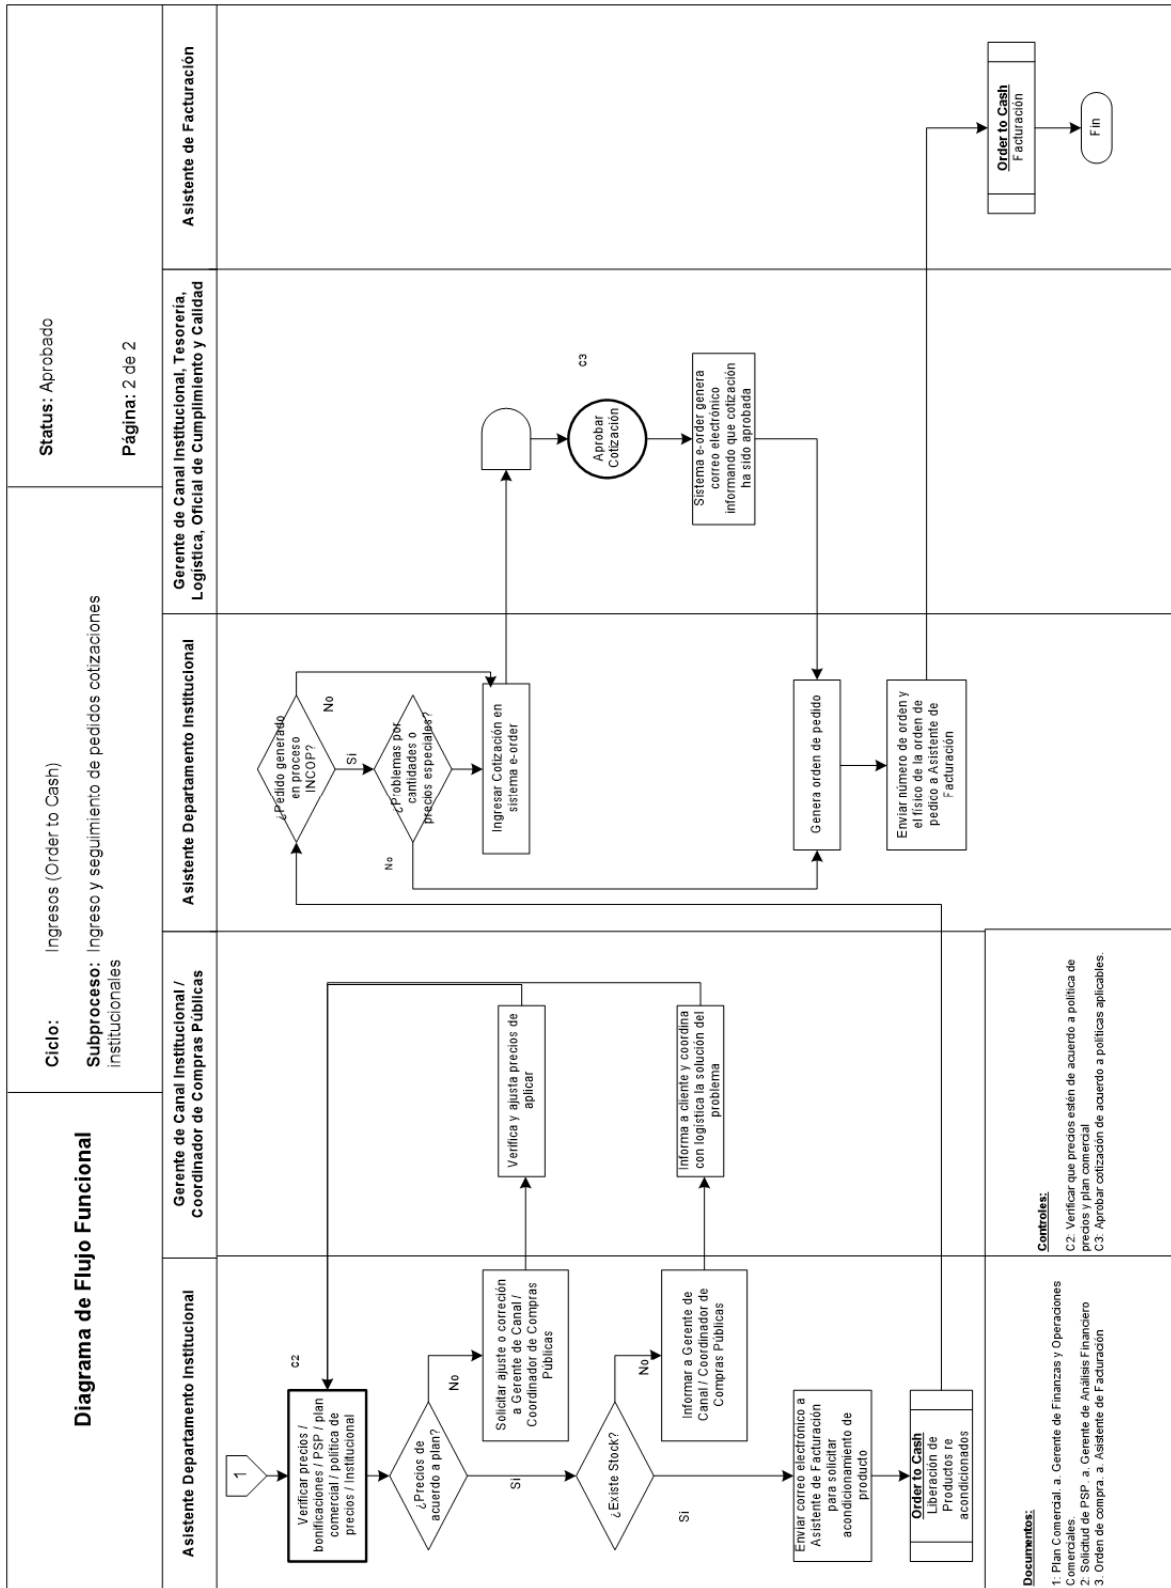 Diagrama de Flujo Funcional
Ciclo: Ingresos (Order to Cash)
Subproceso: Ingreso y seguimiento de pedidos cotizaciones
institucionales
Status: Aprobado
Página: 2 de 2
Asistente Departamento Institucional
Gerente de Canal Institucional /
Coordinador de Compras Públicas
Asistente Departamento Institucional
Gerente de Canal Institucional, Tesorería,
Logística, Oficial de Cumplimiento y Calidad
Asistente de Facturación
1
Verificar precios /
bonificaciones / PSP / plan
comercial / política de
precios / Institucional
c2
¿Precios de
acuerdo a plan?
No
Solicitar ajuste o correción
a Gerente de Canal /
Coordinador de Compras
Públicas
Verifica y ajusta precios de
aplicar
Si
¿Existe Stock?
No
Informar a Gerente de
Canal / Coordinador de
Compras Públicas
Informa a cliente y coordina
con logística la solución del
problema
Si
Enviar correo electrónico a
Asistente de Facturación
para solicitar
acondicionamiento de
producto
Order to Cash
Liberación de
Productos re
acondicionados
¿Pedido generado
en proceso
INCOP?
No
Si
¿Problemas por
cantidades o
precios especiales?
No
Ingresar Cotización en
sistema e-order
Aprobar
Cotización
c3
Sistema e-order genera
correo electrónico
informando que cotización
ha sido aprobada
Genera orden de pedido
Enviar número de orden y
el físico de la orden de
pedico a Asistente de
Facturación
Order to Cash
Facturación
Fin
Documentos:
1: Plan Comercial. a. Gerente de Finanzas y Operaciones
Comerciales.
2: Solicitud de PSP . a. Gerente de Análisis Financiero
3. Orden de compra. a. Asistente de Facturación
Controles:
C2: Verificar que precios estén de acuerdo a política de
precios y plan comercial
C3: Aprobar cotización de acuerdo a políticas aplicables.